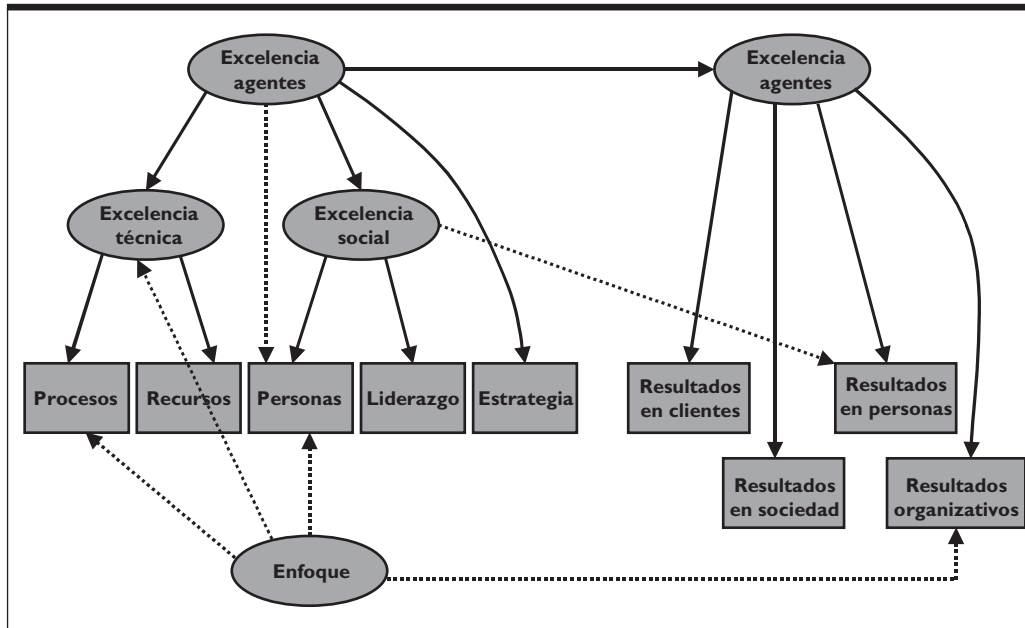 Excelencia
agentes
Excelencia
agentes
Excelencia
técnica
Excelencia
social
Procesos
Recursos
Personas
Liderazgo
Estrategia
Resultados
en clientes
Resultados
en personas
Resultados
en sociedad
Resultados
organizativos
Enfoque